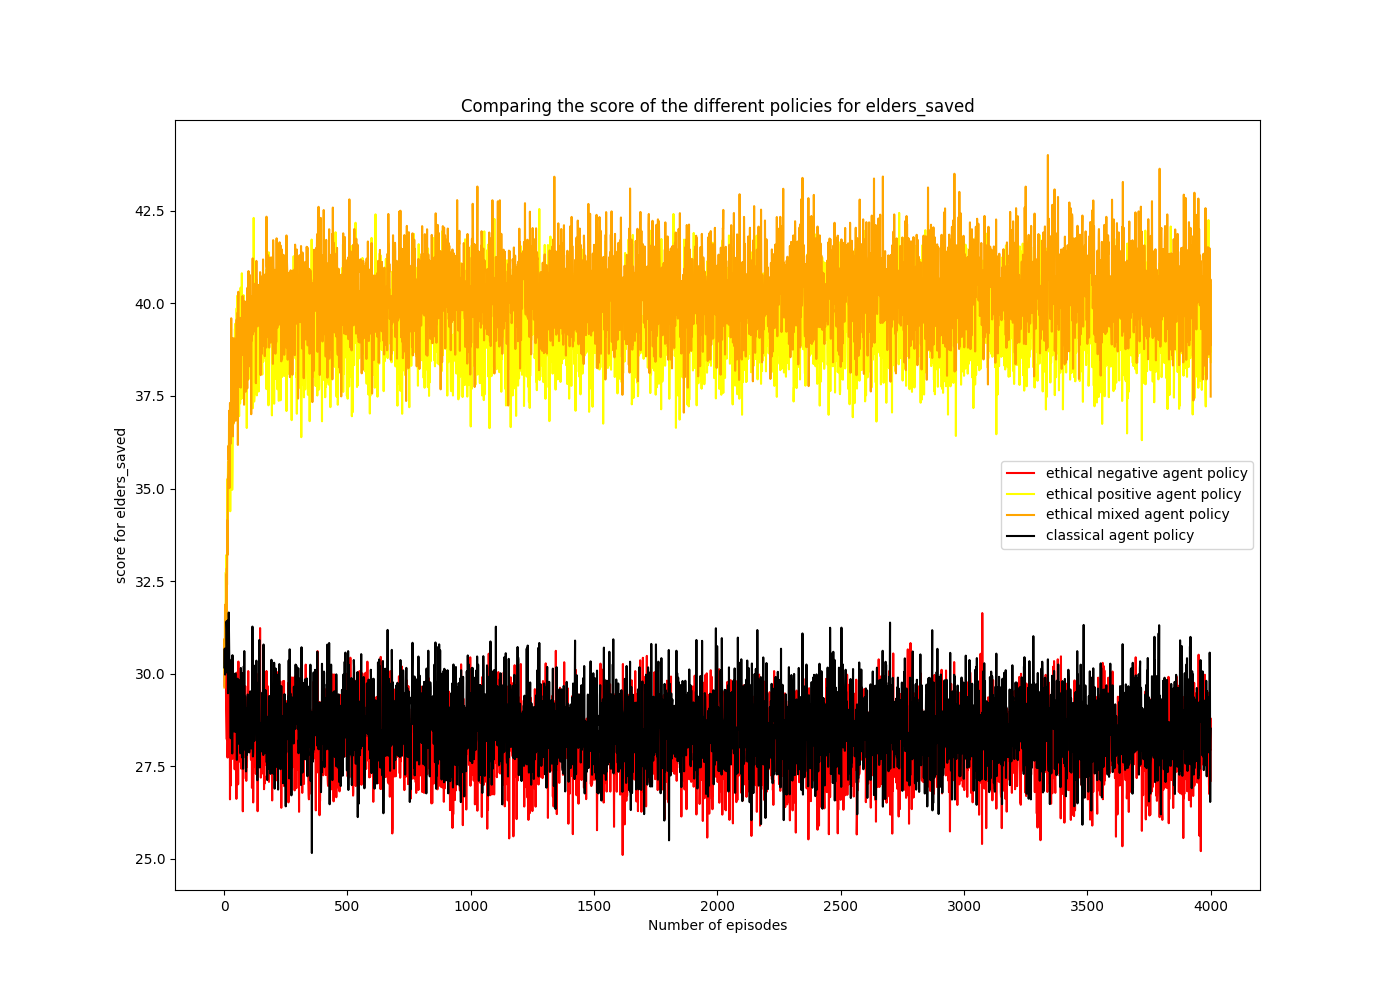 Comparing the score of the different policies for elders_saved
score for elders_saved
42.5
40.0
37.5
35.0
32.5
30.0
27.5
25.0
ethical negative agent policy
ethical positive agent policy
ethical mixed agent policy
classical agent policy
0
500
1000
1500
2000
2500
3000
3500
4000
Number of episodes